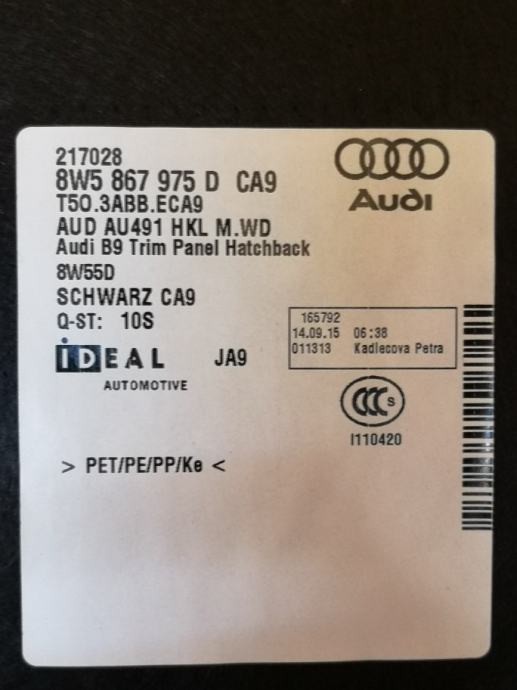 217028
8W5 867 975 D CA9
T50.3ABB.ECA9
AUD AU491 HKL M.WD
Audi B9 Trim Panel Hatchback
8W55D
SCHWARZ CA9
Q-ST: 10S
IDEAL JA9
AUTOMOTIVE
Audi
165792
14.09.15 06:38
011313 Kadlecova Petra
CCC S
I110420
> PET/PE/PP/Ke <